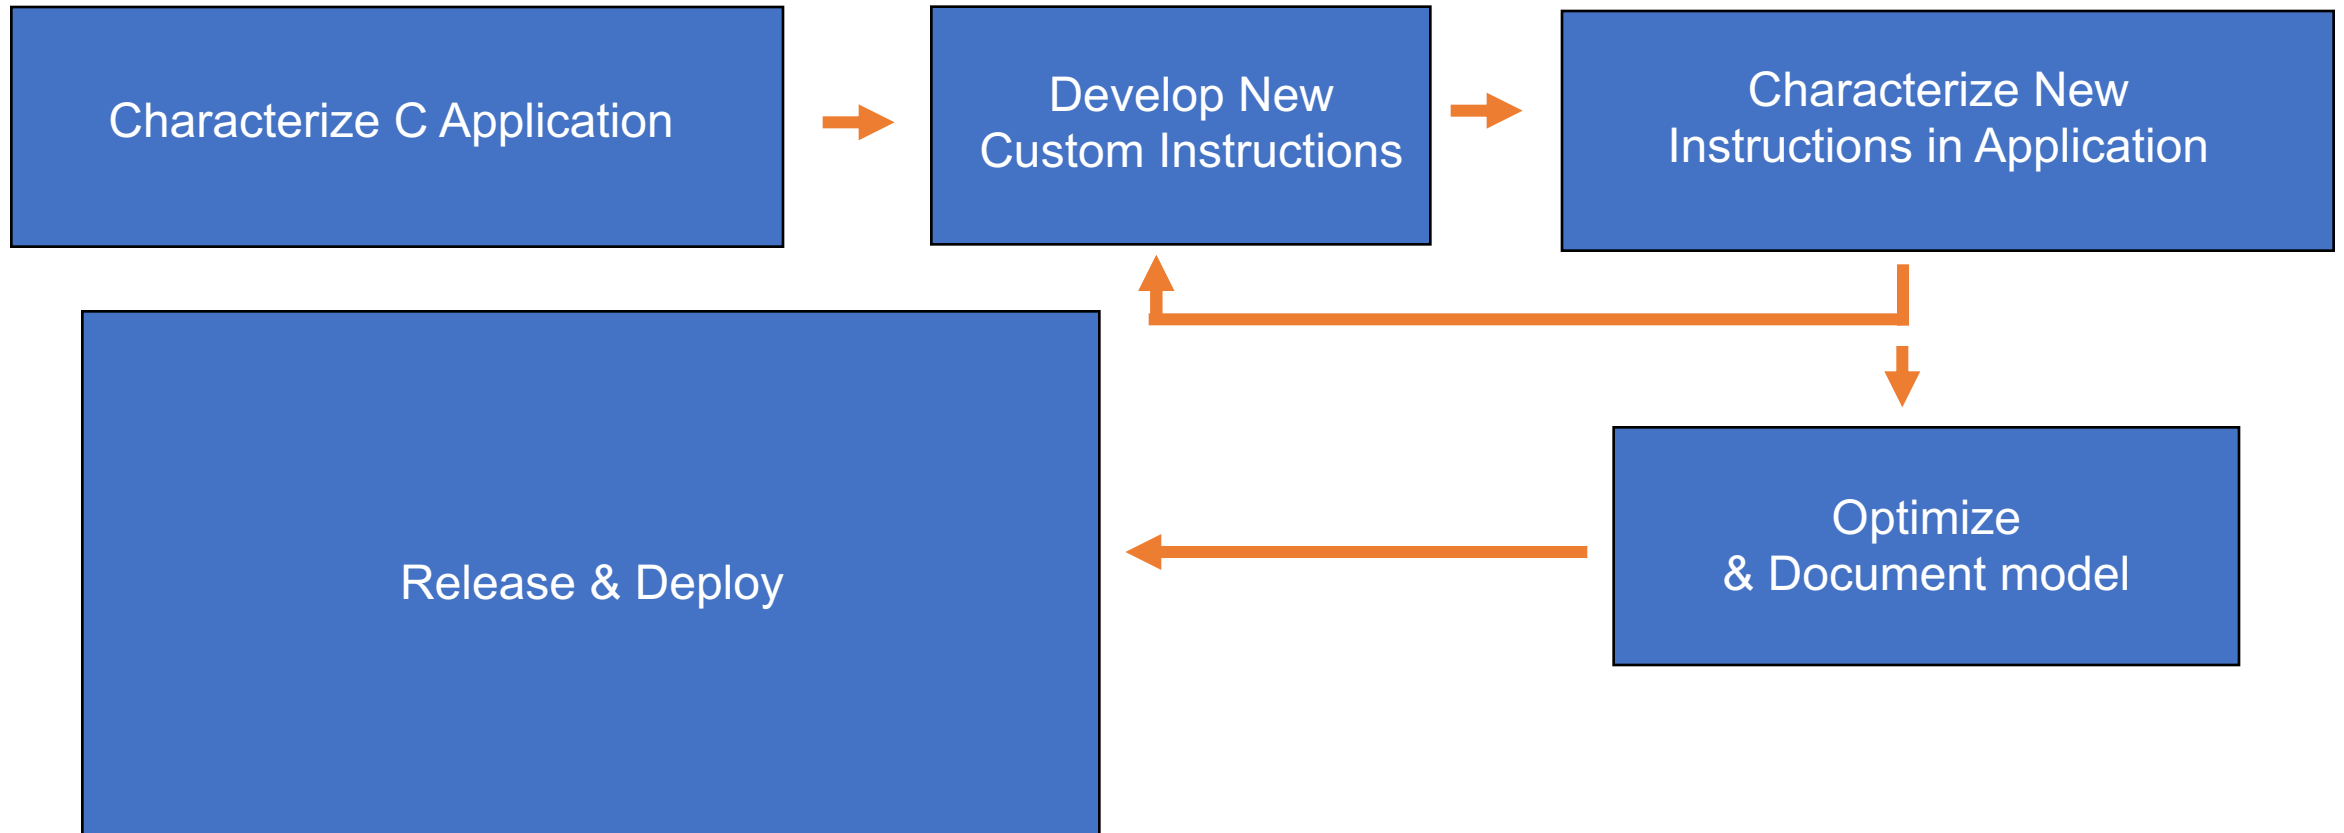 Characterize C Application
Develop New
Custom Instructions
Characterize New
Instructions in Application
Optimize
& Document model
Release & Deploy